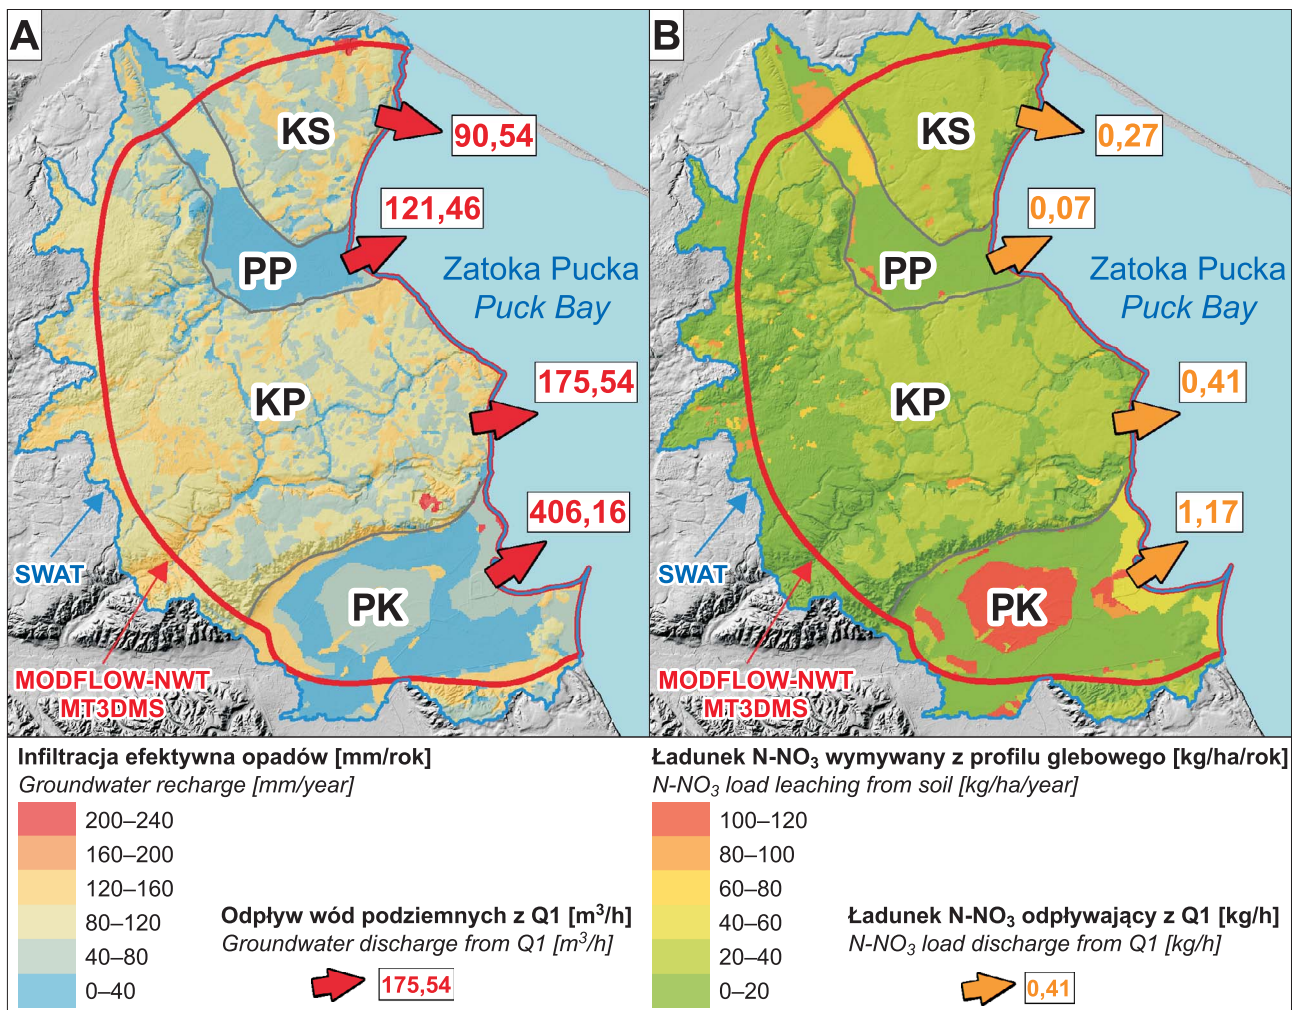 A
KS
90,54
121,46
PP
Zatoka Pucka
Puck Bay
175,54
KP
406,16
SWAT
PK
MODFLOW-NWT
MT3DMS
Infiltracja efektywna opadów [mm/rok]
Groundwater recharge [mm/year]
200–240
160–200
120–160
80–120
40–80
0–40
Odpływ wód podziemnych z Q1 [m³/h]
Groundwater discharge from Q1 [m³/h]
175,54
B
KS
0,27
0,07
PP
Zatoka Pucka
Puck Bay
0,41
KP
1,17
SWAT
PK
MODFLOW-NWT
MT3DMS
Ładunek N-NO₃ wymywany z profilu glebowego [kg/ha/rok]
N-NO₃ load leaching from soil [kg/ha/year]
100–120
80–100
60–80
40–60
20–40
0–20
Ładunek N-NO₃ odpływający z Q1 [kg/h]
N-NO₃ load discharge from Q1 [kg/h]
0,41